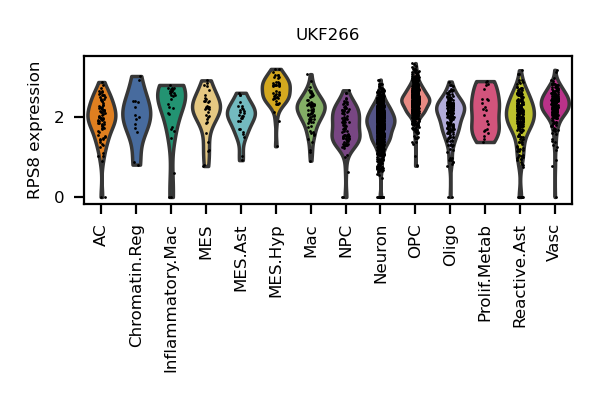 UKF266
RPS8 expression
2
0
AC
Chromatin.Reg
Inflammatory.Mac
MES
MES.Ast
MES.Hyp
Mac
NPC
Neuron
OPC
Oligo
Prolif.Metab
Reactive.Ast
Vasc